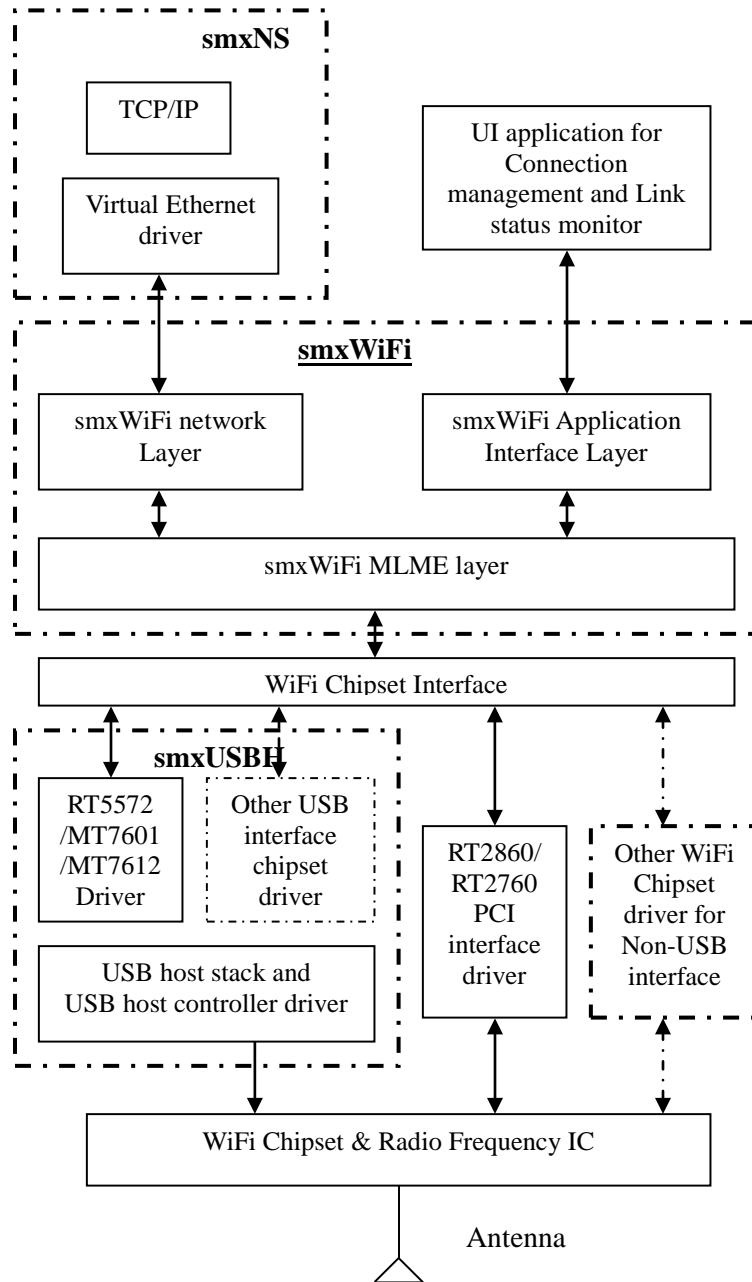 smxNS
TCP/IP
Virtual Ethernet
driver
UI application for
Connection
management and Link
status monitor
smxWiFi
smxWiFi network
Layer
smxWiFi Application
Interface Layer
smxWiFi MLME layer
WiFi Chipset Interface
smxUSBH
RT5572
/MT7601
/MT7612
Driver
Other USB
interface
chipset
driver
RT2860/
RT2760
PCI
interface
driver
Other WiFi
Chipset
driver for
Non-USB
interface
USB host stack and
USB host controller driver
WiFi Chipset & Radio Frequency IC
Antenna